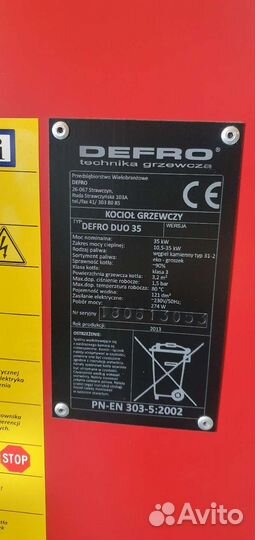 DEFRO
technika grzewcza
Przedsiębiorstwo Wielobranżowe
DEFRO
26-067 Strawczyn,
Ruda Strawczyńska 103A
tel./fax 41/ 303 80 85
CE
KOCIOŁ GRZEWCZY
TYP DEFRO DUO 35 WERSJA
Moc nominalna: 35 kW
Zakres mocy cieplnej: 10,5-35 kW
Rodzaj paliwa: węgiel kamienny typ 31-2
Sortyment paliwa: eko - groszek
Sprawność kotła: ~90%
Klasa kotła: klasa 3
Powierzchnia grzewcza kotła: 3,2 m²
Max.dop. ciśnienie robocze: 1,5 bar
Max.dop. temperatura robocza: 80 °C
Pojemność wodna: 121 dm³
Zasilanie elektryczne: ~230V/50Hz;
Pobór mocy: 274 W
Nr seryjny
Rok produkcji: 2013
OSTRZEŻENIE:
PN-EN 303-5:2002
STOP
Avito